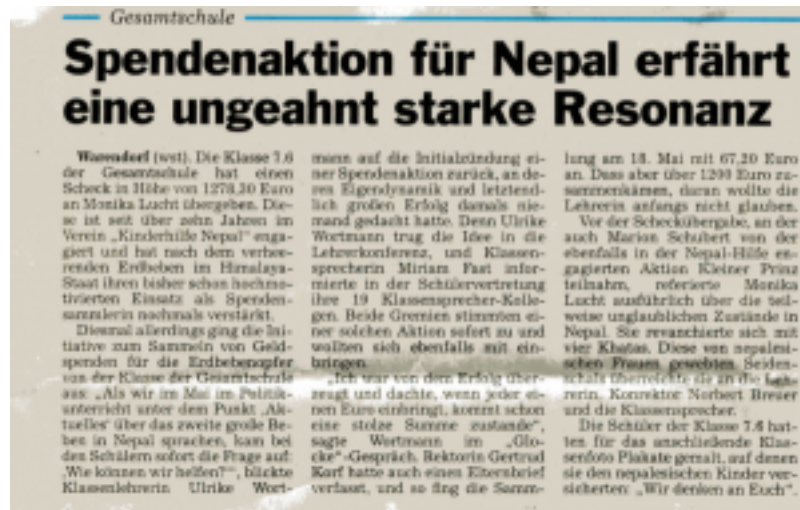 Gesamtschule
Spendenaktion für Nepal erfährt
eine ungeahnt starke Resonanz
Warendorf (wst). Die Klasse 7.6
der Gesamtschule hat einen
Scheck in Höhe von 1278,30 Euro
an Monika Lucht übergeben. Die-
se ist seit über zehn Jahren im
Verein „Kinderhilfe Nepal“ enga-
giert und hat nach dem verhee-
renden Erdbeben im Himalaya-
Staat ihren bisher schon hochmo-
tivierten Einsatz als Spenden-
sammlerin nochmals verstärkt.
Diesmal allerdings ging die Ini-
tiative zum Sammeln von Geld-
spenden für die Erdbebenopfer
von der Klasse der Gesamtschule
aus: „Als wir im Mai im Politik-
unterricht unter dem Punkt ‚Ak-
tuelles‘ über das zweite große Be-
ben in Nepal sprachen, kam bei
den Schülern sofort die Frage auf:
‚Wie können wir helfen?‘“, blickte
Klassenlehrerin Ulrike Wort-
mann auf die Initialzündung ei-
ner Spendenaktion zurück, an de-
ren Eigendynamik und letztend-
lich großen Erfolg damals nie-
mand gedacht hatte. Denn Ulrike
Wortmann trug die Idee in die
Lehrerkonferenz, und Klassen-
sprecherin Miriam Fast infor-
mierte in der Schülervertretung
ihre 19 Klassensprecher-Kolle-
gen. Beide Gremien stimmten ei-
ner solchen Aktion sofort zu und
wollten sich ebenfalls mit ein-
bringen.
„Ich war von dem Erfolg über-
zeugt und dachte, wenn jeder ei-
nen Euro einbringt, kommt schon
eine stolze Summe zustande“,
sagte Wortmann im „Glo-
cke“-Gespräch. Rektorin Gertrud
Korf hatte auch einen Elternbrief
verfasst, und so fing die Samm-
lung am 18. Mai mit 67,20 Euro
an. Dass aber über 1200 Euro zu-
sammenkämen, daran wollte die
Lehrerin anfangs nicht glauben.
Vor der Scheckübergabe, an der
auch Marion Schubert von der
ebenfalls in der Nepal-Hilfe en-
gagierten Aktion Kleiner Prinz
teilnahm, referierte Monika
Lucht ausführlich über die teil-
weise unglaublichen Zustände in
Nepal. Sie revanchierte sich mit
vier Khatas. Diese von nepalesi-
schen Frauen gewebten Seiden-
schals überreichte sie an die Leh-
rerin, Konrektor Norbert Breuer
und die Klassensprecher.
Die Schüler der Klasse 7.6 hat-
ten für das anschließende Klas-
senfoto Plakate gemalt, auf denen
sie den nepalesischen Kinder ver-
sicherten: „Wir denken an Euch“.